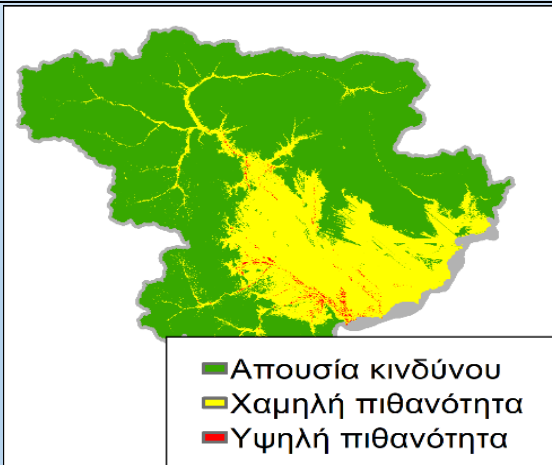 Απουσία κινδύνου
Χαμηλή πιθανότητα
Υψηλή πιθανότητα